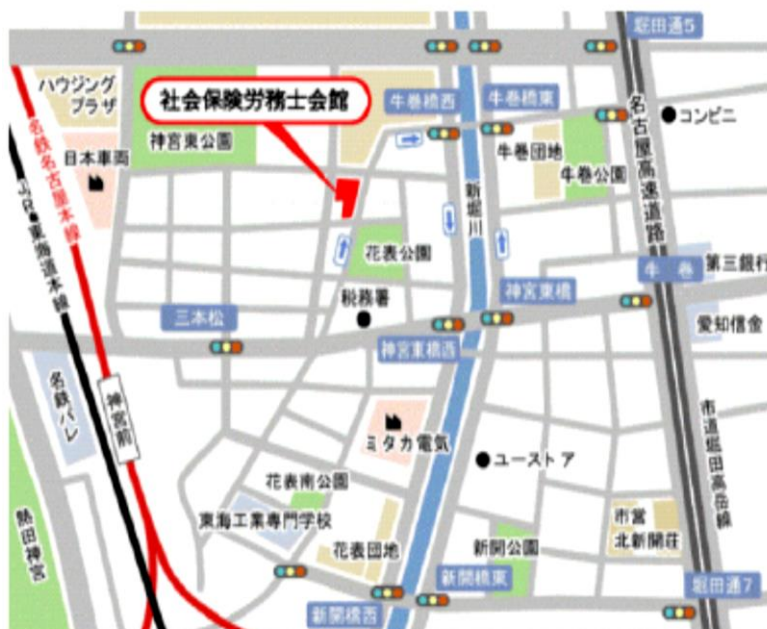 堀田通5
ハウジング
プラザ
社会保険労務士会館
牛巻橋西
牛巻橋東
名古屋高速道路
コンビニ
神宮東公園
日本車両
名鉄名古屋本線
JR東海道本線
牛巻団地
牛巻公園
新堀川
花表公園
牛巻
第三銀行
税務署
神宮東橋
三本松
愛知信金
神宮東橋西
名鉄パレ
神宮前
市道堀田高岳線
ミタカ電気
ユーストア
花表南公園
東海工業専門学校
熱田神宮
花表団地
新開公園
市営
北新開荘
新開橋東
堀田通7
新開橋西